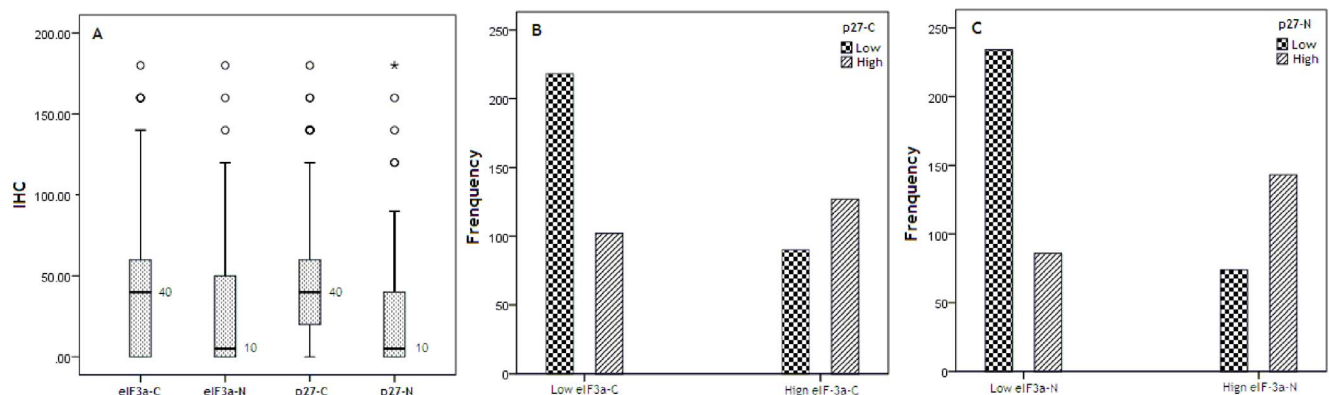 A
IHC
200.00
150.00
100.00
50.00
.00
40
10
40
10
eIF3a-C eIF3a-N p27-C p27-N
B
Frenquency
250
200
150
100
50
0
p27-C
Low
High
Low eIF3a-C Hign eIF-3a-C
C
Frenquency
250
200
150
100
50
0
p27-N
Low
High
Low eIF3a-N Hign eIF-3a-N